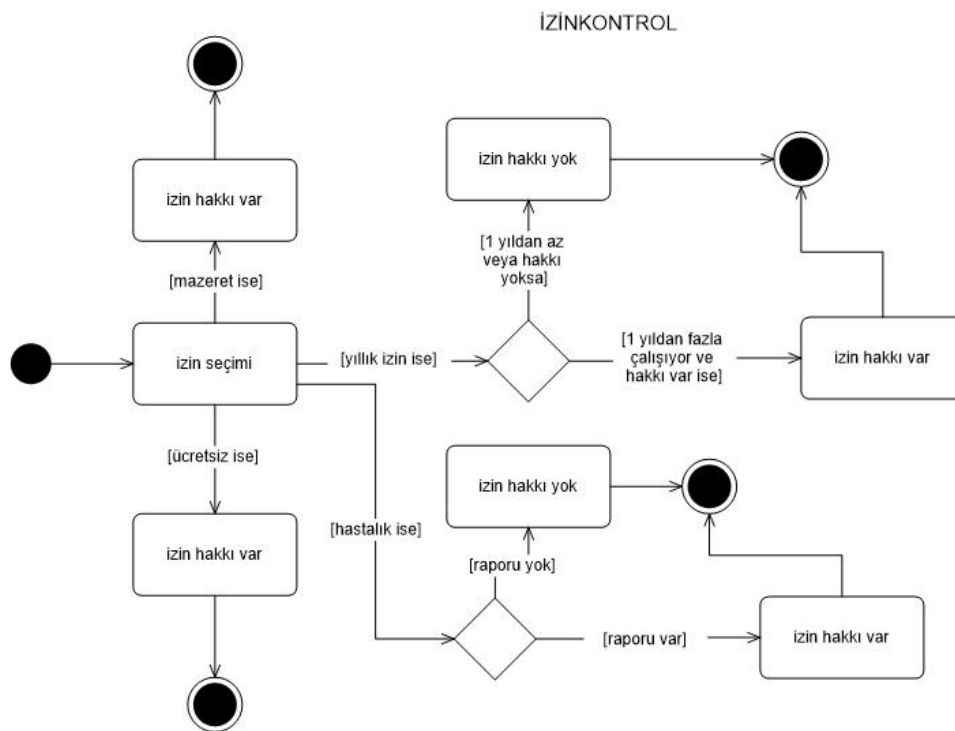 İZİNKONTROL
izin hakkı var
[mazeret ise]
izin seçimi
[ücretsiz ise]
izin hakkı var
[yıllık izin ise]
izin hakkı yok
[1 yıldan az
veya hakkı
yoksa]
[1 yıldan fazla
çalışıyor ve
hakkı var ise]
izin hakkı var
[hastalık ise]
izin hakkı yok
[raporu yok]
[raporu var]
izin hakkı var